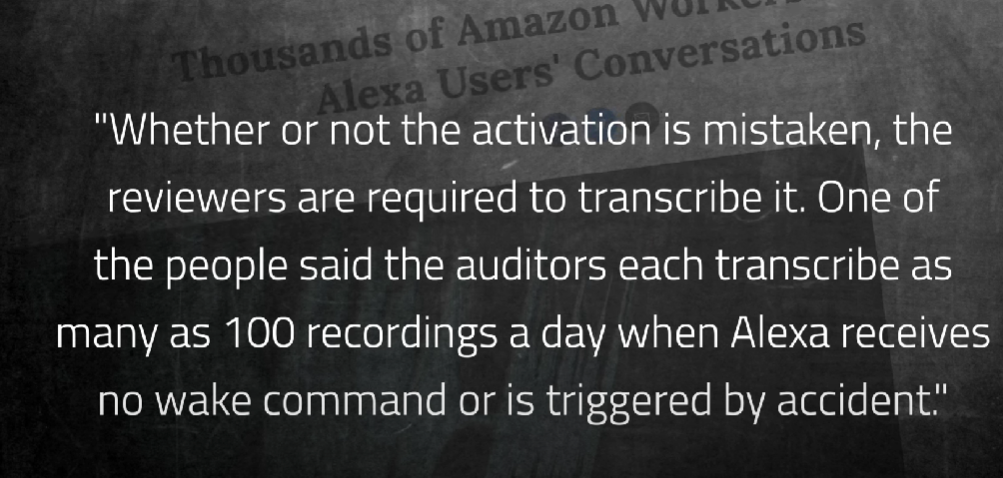 Thousands of Amazon Workers
Alexa Users' Conversations
"Whether or not the activation is mistaken, the
reviewers are required to transcribe it. One of
the people said the auditors each transcribe as
many as 100 recordings a day when Alexa receives
no wake command or is triggered by accident."